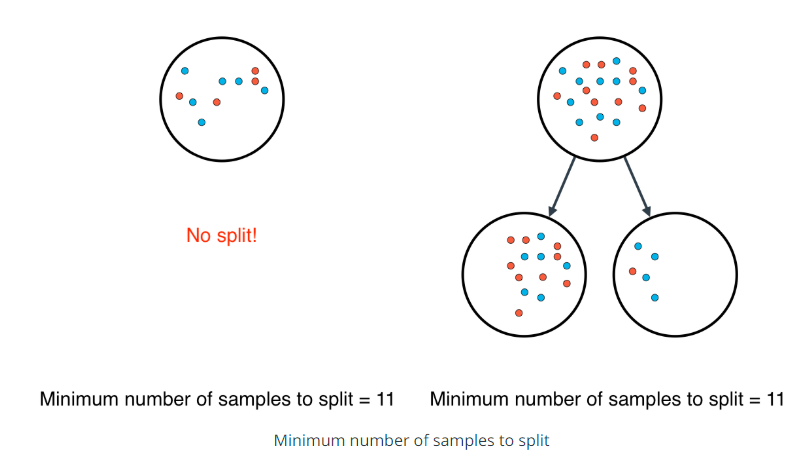 No split!
Minimum number of samples to split = 11
Minimum number of samples to split = 11
Minimum number of samples to split